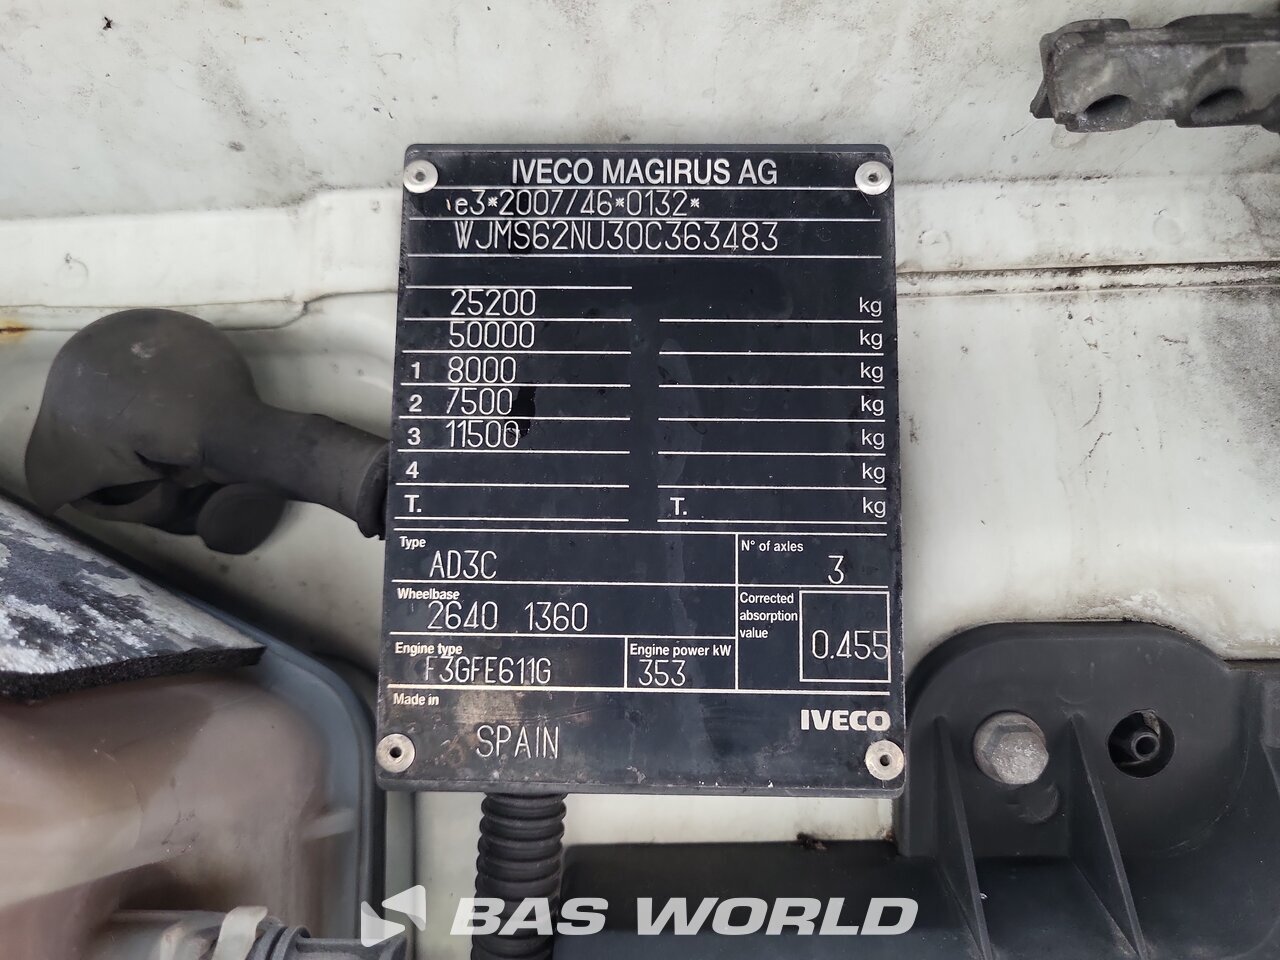 IVECO MAGIRUS AG
e3*2007/46*0132*
WJMS62NU30C363483
25200 kg
50000 kg
1 8000 kg
2 7500 kg
3 11500 kg
4 kg
T. T. kg
Type AD3C N° of axles 3
Wheelbase 2640 1360 Corrected absorption value 0.455
Engine type F3GFE611G Engine power kW 353
Made in SPAIN IVECO
BAS WORLD